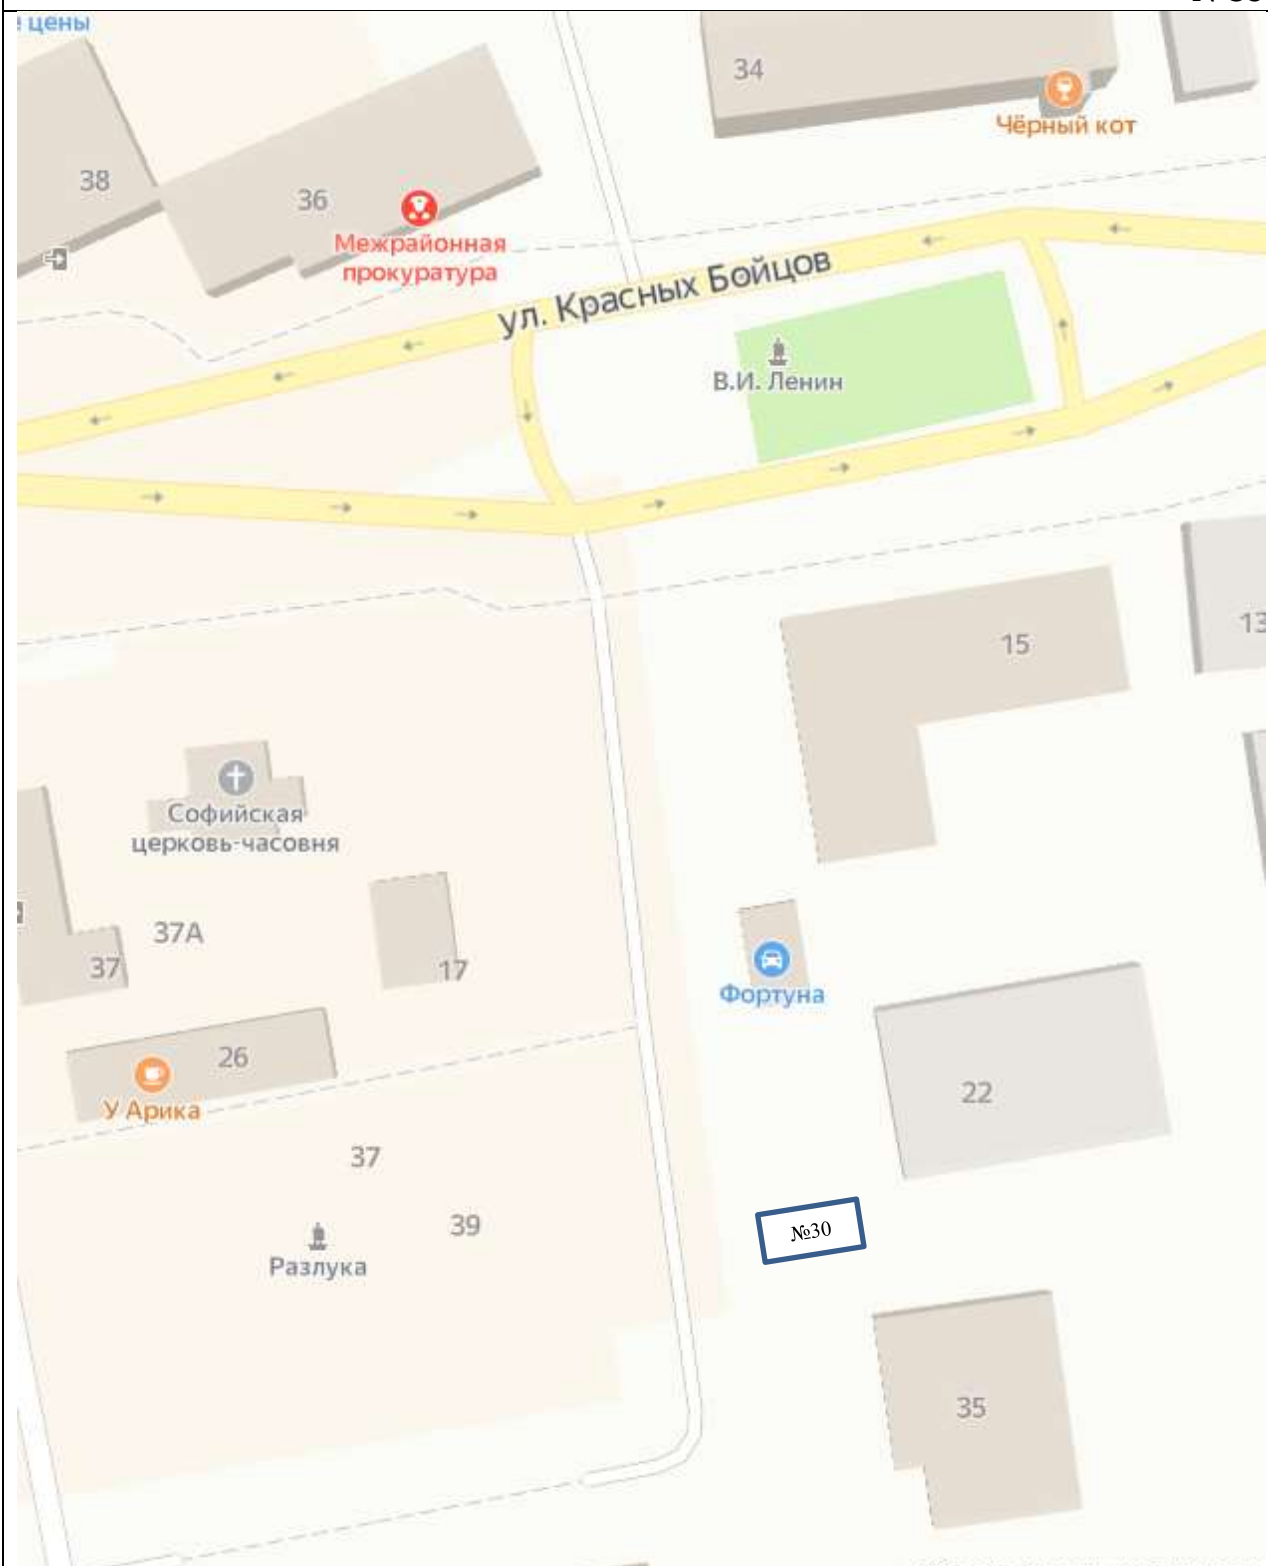 цены
34
Чёрный кот
38
36
Межрайонная
прокуратура
ул. Красных Бойцов
В.И. Ленин
15
13
Софийская
церковь-часовня
37А
37
17
Фортуна
26
У Арика
22
37
39
Разлука
№30
35